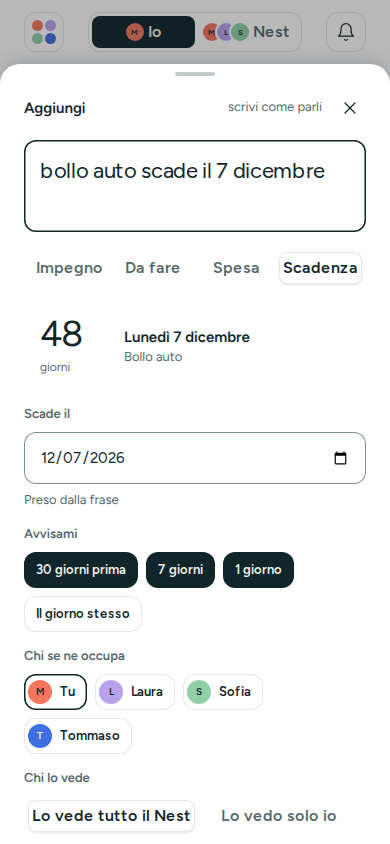 M Io M L S Nest
Aggiungi scrivi come parli
bollo auto scade il 7 dicembre
Impegno Da fare Spesa Scadenza
48
giorni
Lunedì 7 dicembre
Bollo auto
Scade il
12/07/2026
Preso dalla frase
Avvisami
30 giorni prima 7 giorni 1 giorno
Il giorno stesso
Chi se ne occupa
M Tu L Laura S Sofia
T Tommaso
Chi lo vede
Lo vede tutto il Nest Lo vedo solo io